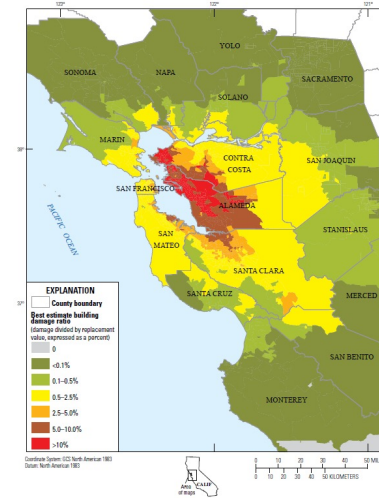 123°
122°
121°
YOLO
SONOMA
NAPA
SACRAMENTO
SOLANO
MARIN
38°
CONTRA
COSTA
SAN JOAQUIN
SAN FRANCISCO
ALAMEDA
PACIFIC OCEAN
STANISLAUS
SAN
MATEO
SANTA CLARA
EXPLANATION
County boundary
Best estimate building
damage ratio
(damage divided by replacement
value, expressed as a percent)
0
<0.1%
0.1–0.5%
0.5–2.5%
2.5–5.0%
5.0–10.0%
>10%
37°
SANTA CRUZ
MERCED
SAN BENITO
MONTEREY
Coordinate System: GCS North American 1983
Datum: North American 1983
CALIF
Area
of maps
0 10 20 30 40 50 MIL
0 10 20 30 40 50 KILOMETERS